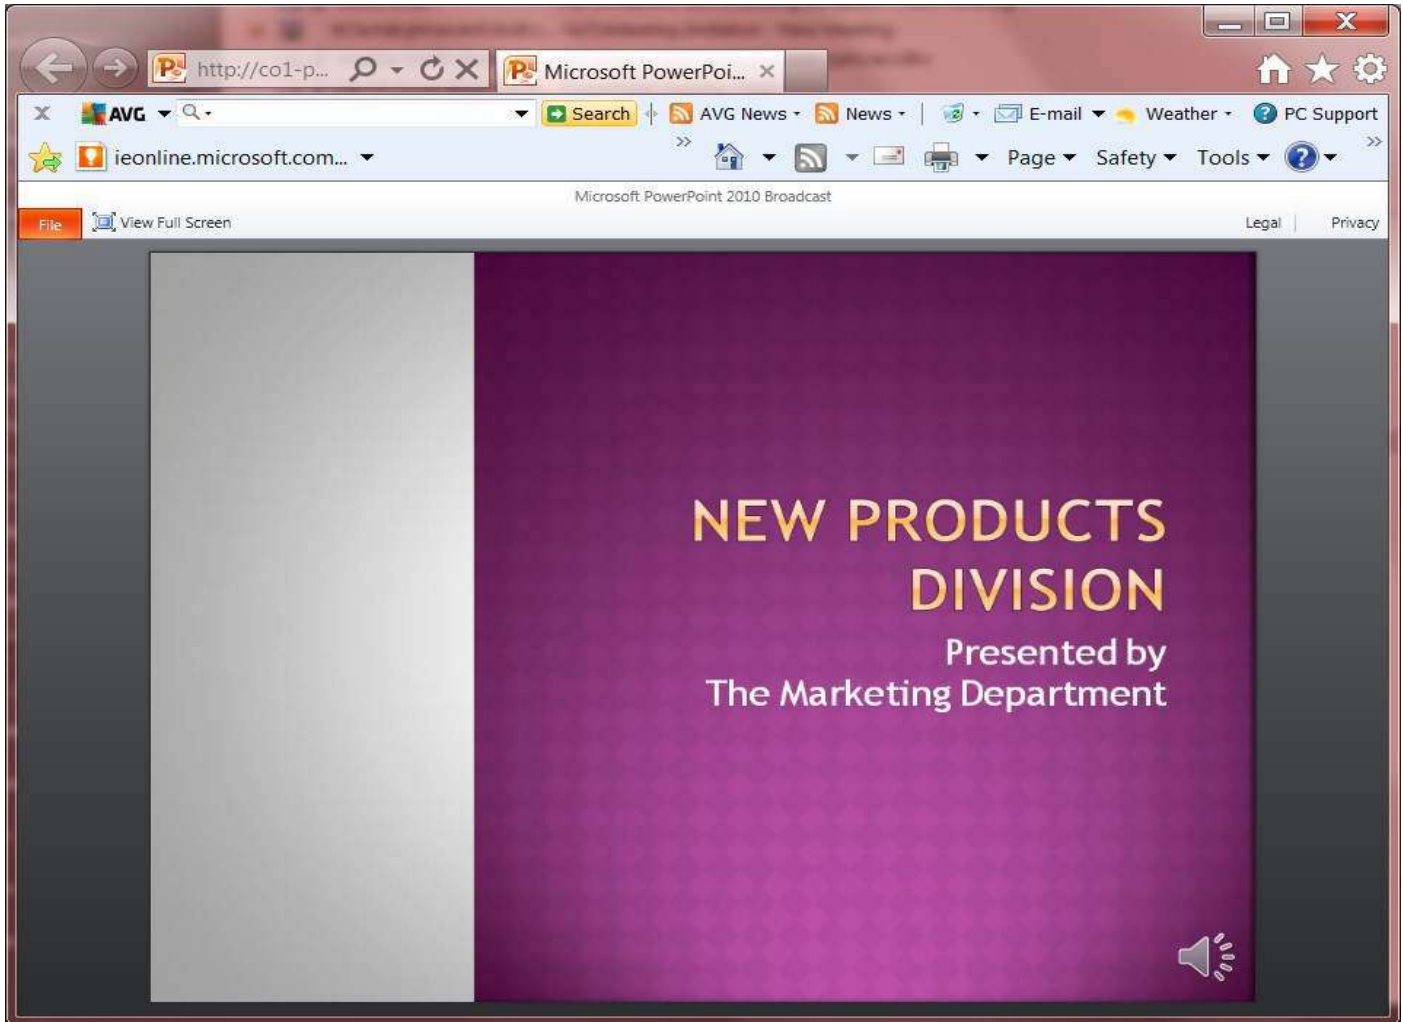 http://co1-p... Microsoft PowerPoi...
AVG Search AVG News News E-mail Weather PC Support
ieonline.microsoft.com... Page Safety Tools
Microsoft PowerPoint 2010 Broadcast
File View Full Screen Legal Privacy
NEW PRODUCTS
DIVISION
Presented by
The Marketing Department